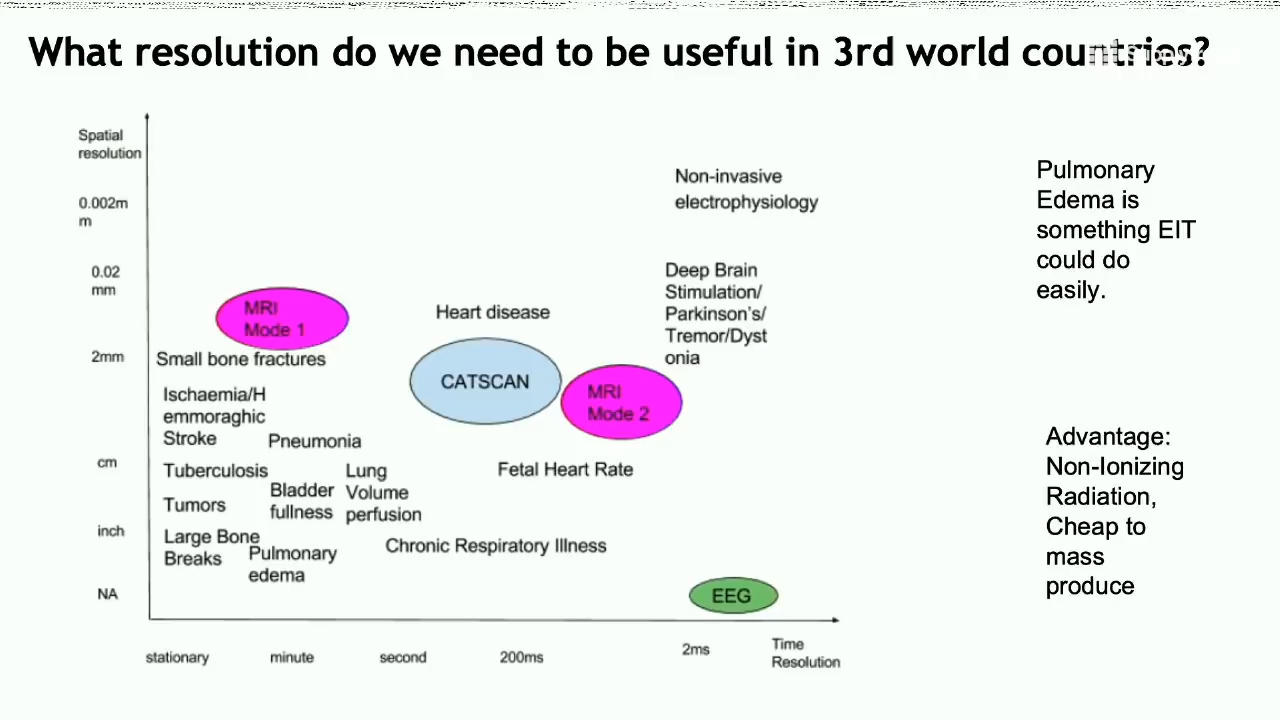 What resolution do we need to be useful in 3rd world countries?
Spatial
resolution
0.002m
m
0.02
mm
2mm
cm
inch
NA
Non-invasive
electrophysiology
Deep Brain
Stimulation/
Parkinson's/
Tremor/Dyst
onia
MRI
Mode 1
Heart disease
Small bone fractures
CATSCAN
MRI
Mode 2
Ischaemia/H
emmoraghic
Stroke
Pneumonia
Tuberculosis
Lung
Volume
perfusion
Fetal Heart Rate
Bladder
fullness
Tumors
Large Bone
Breaks
Pulmonary
edema
Chronic Respiratory Illness
EEG
stationary
minute
second
200ms
2ms
Time
Resolution
Pulmonary
Edema is
something EIT
could do
easily.
Advantage:
Non-Ionizing
Radiation,
Cheap to
mass
produce